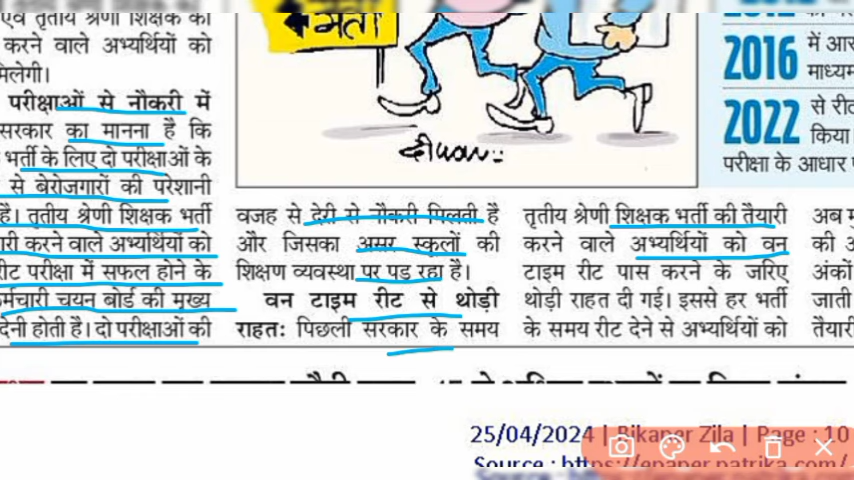 एवं तृतीय श्रेणी शिक्षक की
करने वाले अभ्यर्थियों को
मिलेगी।
परीक्षाओं से नौकरी में
सरकार का मानना है कि
भर्ती के लिए दो परीक्षाओं के
से बेरोजगारों की परेशानी
है। तृतीय श्रेणी शिक्षक भर्ती
करने वाले अभ्यर्थियों को
रीट परीक्षा में सफल होने के
कर्मचारी चयन बोर्ड की मुख्य
देनी होती है। दो परीक्षाओं की
वजह से देरी से नौकरी मिलती है
और जिसका असर स्कूलों की
शिक्षण व्यवस्था पर पड़ रहा है।
वन टाइम रीट से थोड़ी
राहत: पिछली सरकार के समय
तृतीय श्रेणी शिक्षक भर्ती की तैयारी
करने वाले अभ्यर्थियों को वन
टाइम रीट पास करने के जरिए
थोड़ी राहत दी गई। इससे हर भर्ती
के समय रीट देने से अभ्यर्थियों को
2016 में
माध्यम
2022 से रीट
किया।
परीक्षा के आधार
अब
की
अंकों
जाती
तैयारी
25/04/2024 | Bikaner Zila | Page : 10
Source : https://epaper.patrika.com/